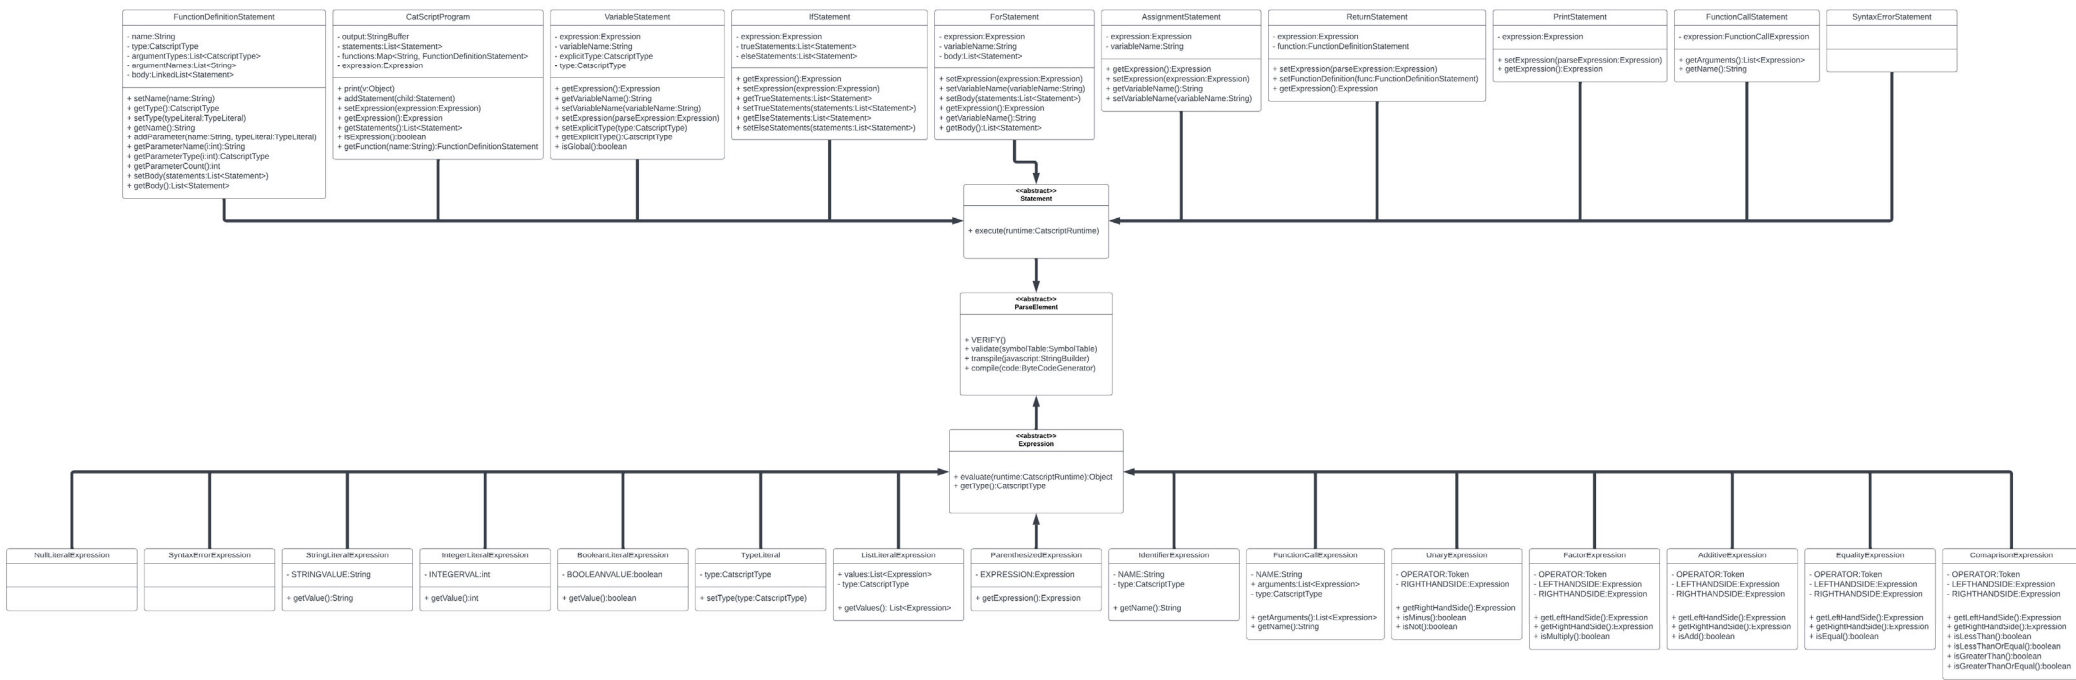 FunctionDefinitionStatement
- name:String
- type:CatscriptType
- argumentTypes:List<CatscriptType>
- argumentNames:List<String>
- body:LinkedList<Statement>
+ setName(name:String)
+ getType():CatscriptType
+ setType(typeLiteral:TypeLiteral)
+ getName():String
+ addParameter(name:String, typeLiteral:TypeLiteral)
+ getParameterName(i:int):String
+ getParameterType(i:int):CatscriptType
+ getParameterCount():int
+ setBody(statements:List<Statement>)
+ getBody():List<Statement>
CatScriptProgram
- output:StringBuffer
- statements:List<Statement>
- functions:Map<String, FunctionDefinitionStatement>
- expression:Expression
+ print(v:Object)
+ addStatement(child:Statement)
+ setExpression(expression:Expression)
+ getExpression():Expression
+ getStatements():List<Statement>
+ isExpression():boolean
+ getFunction(name:String):FunctionDefinitionStatement
VariableStatement
- expression:Expression
- variableName:String
- explicitType:CatscriptType
- type:CatscriptType
+ getExpression():Expression
+ getVariableName():String
+ setVariableName(variableName:String)
+ setExpression(parseExpression:Expression)
+ setExplicitType(type:CatscriptType)
+ getExplicitType():CatscriptType
+ isGlobal():boolean
IfStatement
- expression:Expression
- trueStatements:List<Statement>
- elseStatements:List<Statement>
+ getExpression():Expression
+ setExpression(expression:Expression)
+ getTrueStatements:List<Statement>
+ setTrueStatements(statements:List<Statement>)
+ getElseStatements:List<Statement>
+ setElseStatements(statements:List<Statement>)
ForStatement
- expression:Expression
- variableName:String
- body:List<Statement>
+ setExpression(expression:Expression)
+ setVariableName(variableName:String)
+ setBody(statements:List<Statement>)
+ getExpression():Expression
+ getVariableName():String
+ getBody():List<Statement>
AssignmentStatement
- expression:Expression
- variableName:String
+ getExpression():Expression
+ setExpression(expression:Expression)
+ getVariableName():String
+ setVariableName(variableName:String)
ReturnStatement
- expression:Expression
- function:FunctionDefinitionStatement
+ setExpression(parseExpression:Expression)
+ setFunctionDefinition(func:FunctionDefinitionStatement)
+ getExpression():Expression
PrintStatement
- expression:Expression
+ setExpression(parseExpression:Expression)
+ getExpression():Expression
FunctionCallStatement
- expression:FunctionCallExpression
+ getArguments():List<Expression>
+ getName():String
SyntaxErrorStatement
<<abstract>>
Statement
+ execute(runtime:CatscriptRuntime)
<<abstract>>
ParseElement
+ VERIFY()
+ validate(symbolTable:SymbolTable)
+ transpile(javascript:StringBuilder)
+ compile(code:ByteCodeGenerator)
<<abstract>>
Expression
+ evaluate(runtime:CatscriptRuntime):Object
+ getType():CatscriptType
NullLiteralExpression
SyntaxErrorExpression
StringLiteralExpression
- STRINGVALUE:String
+ getValue():String
IntegerLiteralExpression
- INTEGERVAL:int
+ getValue():int
BooleanLiteralExpression
- BOOLEANVALUE:boolean
+ getValue():boolean
TypeLiteral
- type:CatscriptType
+ setType(type:CatscriptType)
ListLiteralExpression
+ values:List<Expression>
- type:CatscriptType
+ getValues(): List<Expression>
ParenthesizedExpression
- EXPRESSION:Expression
+ getExpression():Expression
IdentifierExpression
- NAME:String
- type:CatscriptType
+ getName():String
FunctionCallExpression
- NAME:String
+ arguments:List<Expression>
- type:CatscriptType
+ getArguments():List<Expression>
+ getName():String
UnaryExpression
- OPERATOR:Token
- RIGHTHANDSIDE:Expression
+ getRightHandSide():Expression
+ isMinus():boolean
+ isNot():boolean
FactorExpression
- OPERATOR:Token
- LEFTHANDSIDE:Expression
- RIGHTHANDSIDE:Expression
+ getLeftHandSide():Expression
+ getRightHandSide():Expression
+ isMultiply():boolean
AdditiveExpression
- OPERATOR:Token
- LEFTHANDSIDE:Expression
- RIGHTHANDSIDE:Expression
+ getLeftHandSide():Expression
+ getRightHandSide():Expression
+ isAdd():boolean
EqualityExpression
- OPERATOR:Token
- LEFTHANDSIDE:Expression
- RIGHTHANDSIDE:Expression
+ getLeftHandSide():Expression
+ getRightHandSide():Expression
+ isEqual():boolean
ComaprisonExpression
- OPERATOR:Token
- LEFTHANDSIDE:Expression
- RIGHTHANDSIDE:Expression
+ getLeftHandSide():Expression
+ getRightHandSide():Expression
+ isLessThan():boolean
+ isLessThanOrEqual():boolean
+ isGreaterThan():boolean
+ isGreaterThanOrEqual():boolean